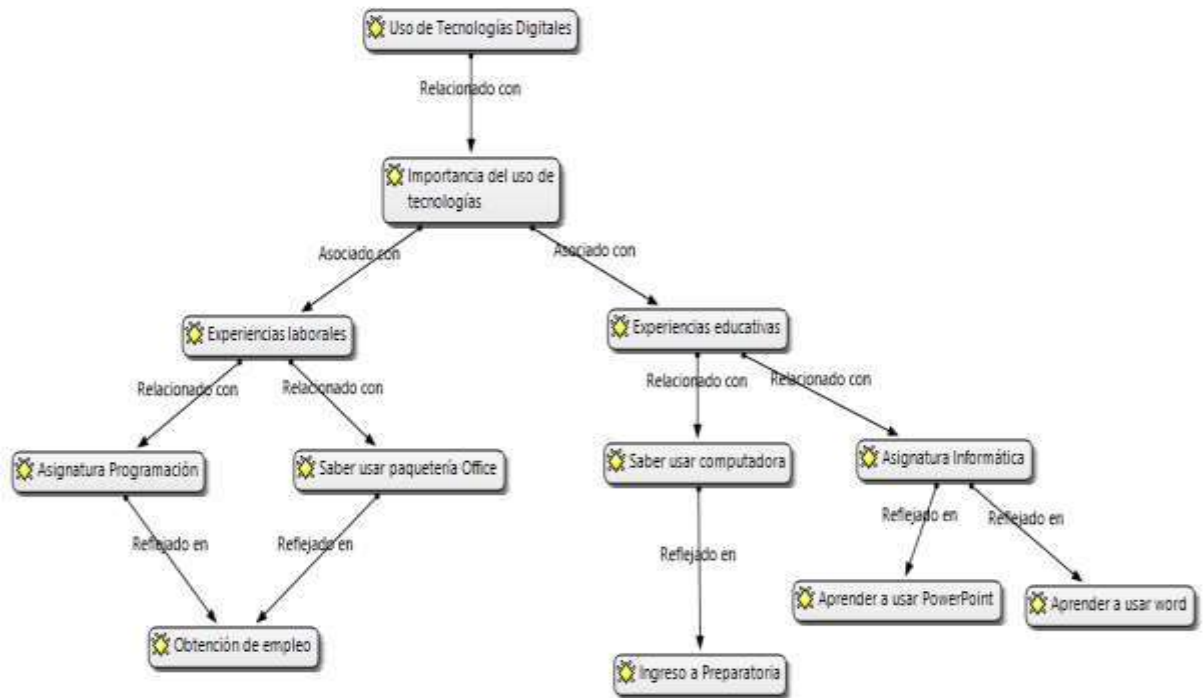 Uso de Tecnologías Digitales
Relacionado con
Importancia del uso de
tecnologías
Asociado con
Asociado con
Experiencias laborales
Experiencias educativas
Relacionado con
Relacionado con
Relacionado con
Relacionado con
Asignatura Programación
Saber usar paquetería Office
Saber usar computadora
Asignatura Informática
Reflejado en
Reflejado en
Reflejado en
Reflejado en
Reflejado en
Aprender a usar PowerPoint
Aprender a usar word
Obtención de empleo
Ingreso a Preparatoria